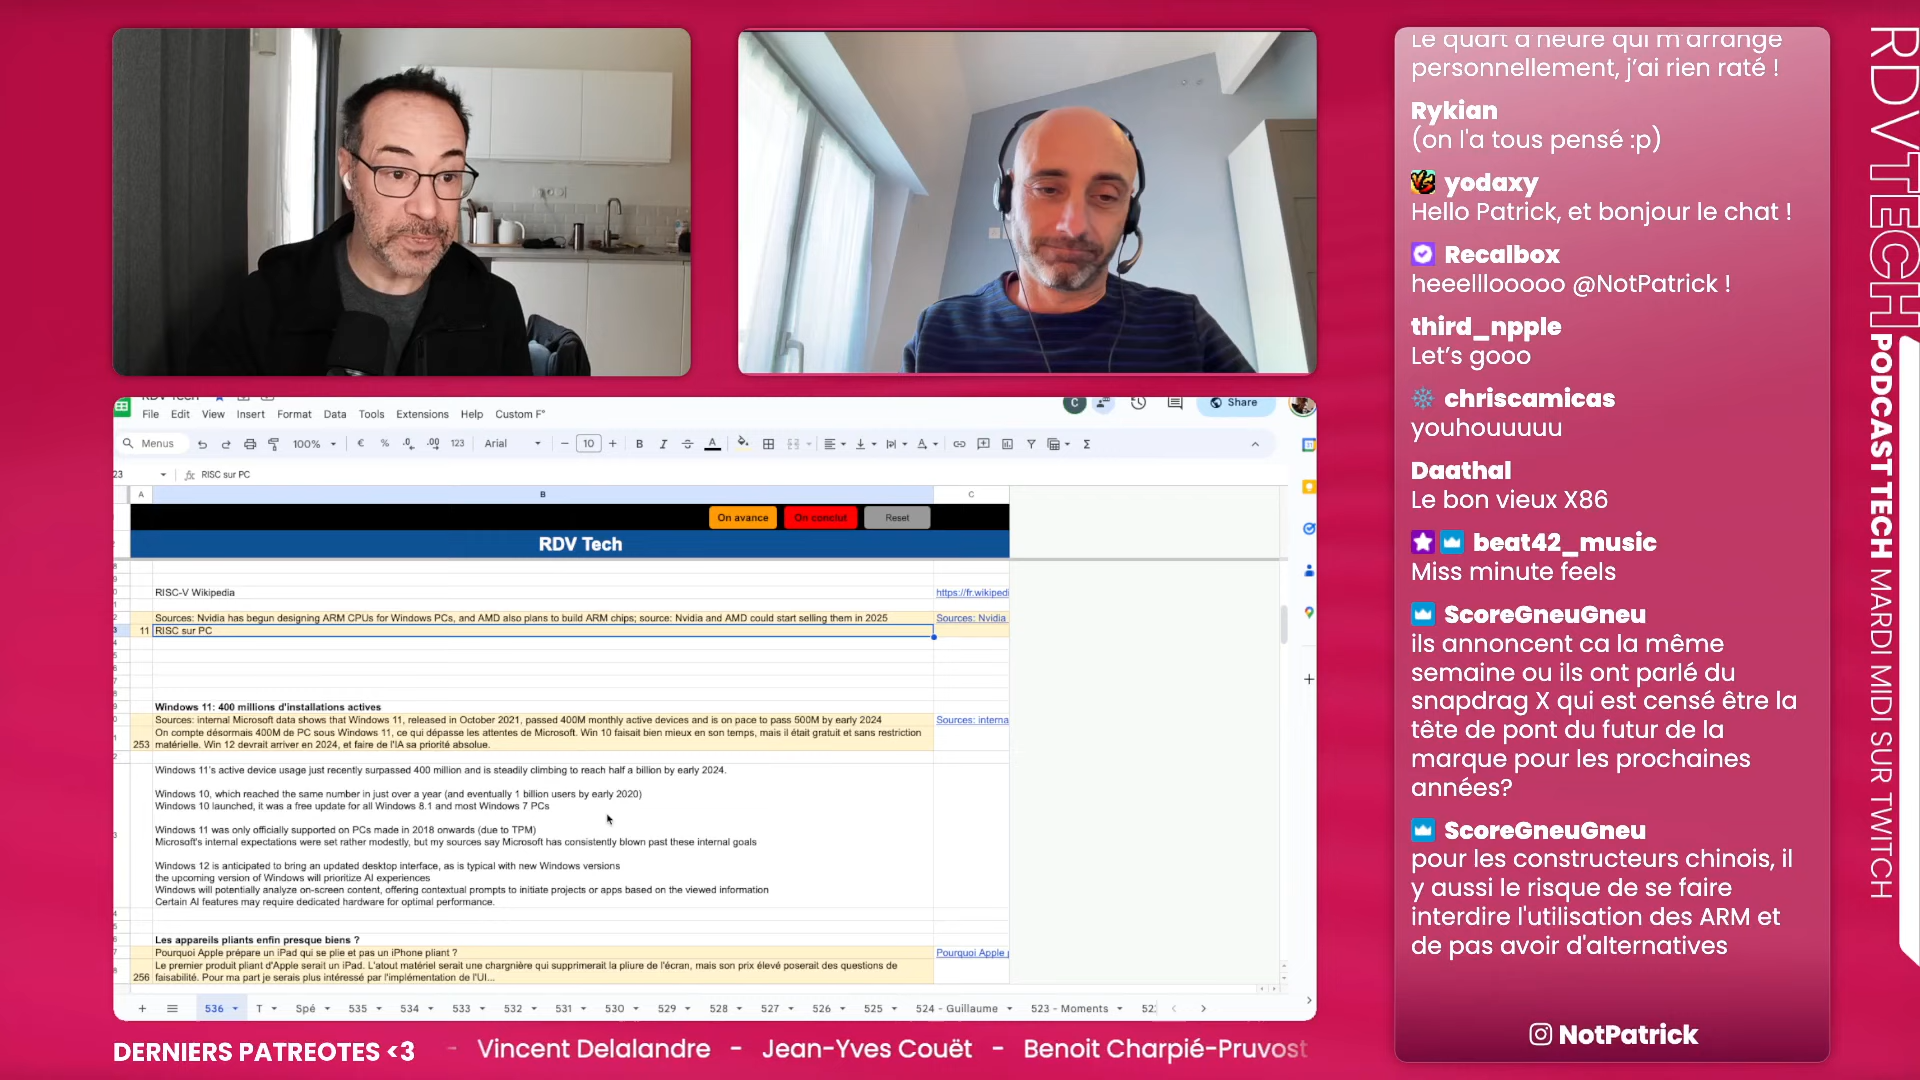 File Edit View Insert Format Data Tools Extensions Help Custom F°
Share
Menus
100%
€ % .0 .00 123
Arial
10
23
RISC sur PC
A B C
On avance On conclut Reset
RDV Tech
RISC-V Wikipedia
https://fr.wikiped
Sources: Nvidia has begun designing ARM CPUs for Windows PCs, and AMD also plans to build ARM chips; source: Nvidia and AMD could start selling them in 2025
Sources: Nvidia
11 RISC sur PC
Windows 11: 400 millions d'installations actives
Sources: internal Microsoft data shows that Windows 11, released in October 2021, passed 400M monthly active devices and is on pace to pass 500M by early 2024
Sources: interna
On compte désormais 400M de PC sous Windows 11, ce qui dépasse les attentes de Microsoft. Win 10 faisait bien mieux en son temps, mais il était gratuit et sans restriction
253 matérielle. Win 12 devrait arriver en 2024, et faire de l'IA sa priorité absolue.
Windows 11's active device usage just recently surpassed 400 million and is steadily climbing to reach half a billion by early 2024.
Windows 10, which reached the same number in just over a year (and eventually 1 billion users by early 2020)
Windows 10 launched, it was a free update for all Windows 8.1 and most Windows 7 PCs
Windows 11 was only officially supported on PCs made in 2018 onwards (due to TPM)
Microsoft's internal expectations were set rather modestly, but my sources say Microsoft has consistently blown past these internal goals
Windows 12 is anticipated to bring an updated desktop interface, as is typical with new Windows versions
the upcoming version of Windows will prioritize AI experiences
Windows will potentially analyze on-screen content, offering contextual prompts to initiate projects or apps based on the viewed information
Certain AI features may require dedicated hardware for optimal performance.
Les appareils pliants enfin presque biens ?
Pourquoi Apple prépare un iPad qui se plie et pas un iPhone pliant ?
Pourquoi Apple
Le premier produit pliant d'Apple serait un iPad. L'atout matériel serait une chargnière qui supprimerait la pliure de l'écran, mais son prix élevé poserait des questions de
256 faisabilité. Pour ma part je serais plus intéressé par l'implémentation de l'UI...
536 T Spé 535 534 533 532 531 530 529 528 527 526 525 524 - Guillaume 523 - Moments 52
DERNIERS PATREOTES <3
- Vincent Delalandre - Jean-Yves Couët - Benoit Charpié-Pruvost
Le quart d'heure qui m'arrange
personnellement, j'ai rien raté !
Rykian
(on l'a tous pensé :p)
yodaxy
Hello Patrick, et bonjour le chat !
Recalbox
heeellooooo @NotPatrick !
third_npple
Let's gooo
chriscamicas
youhouuuuu
Daathal
Le bon vieux X86
beat42_music
Miss minute feels
ScoreGneuGneu
ils annoncent ca la même
semaine ou ils ont parlé du
snapdrag X qui est censé être la
tête de pont du futur de la
marque pour les prochaines
années?
ScoreGneuGneu
pour les constructeurs chinois, il
y aussi le risque de se faire
interdire l'utilisation des ARM et
de pas avoir d'alternatives
NotPatrick
RDV TECH PODCAST TECH MARDI MIDI SUR TWITCH